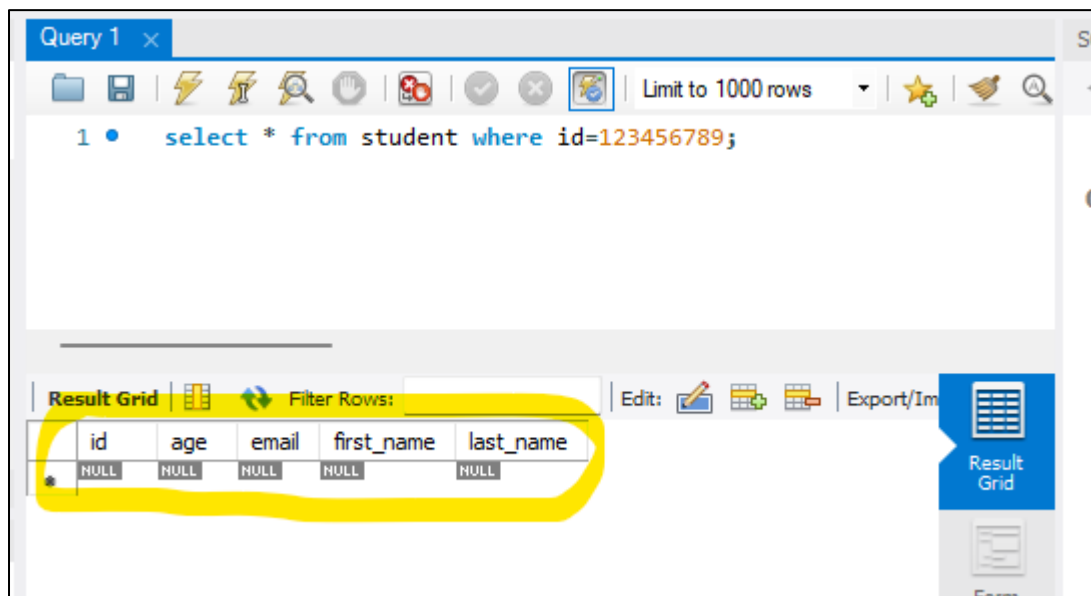 Query 1
S
Limit to 1000 rows
1 select * from student where id=123456789;
Result Grid Filter Rows: Edit: Export/Im
id age email first_name last_name
NULL NULL NULL NULL NULL
Result
Grid
Form